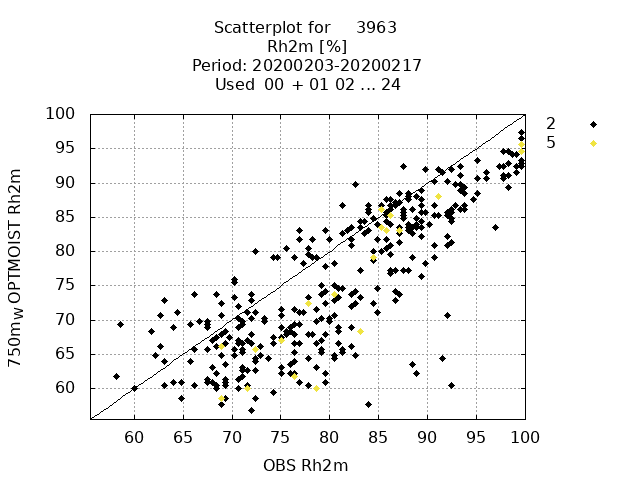 Scatterplot for 3963
Rh2m [%]
Period: 20200203-20200217
Used 00 + 01 02 ... 24
2
5
750mW OPTMOIST Rh2m
100
95
90
85
80
75
70
65
60
60 65 70 75 80 85 90 95 100
OBS Rh2m